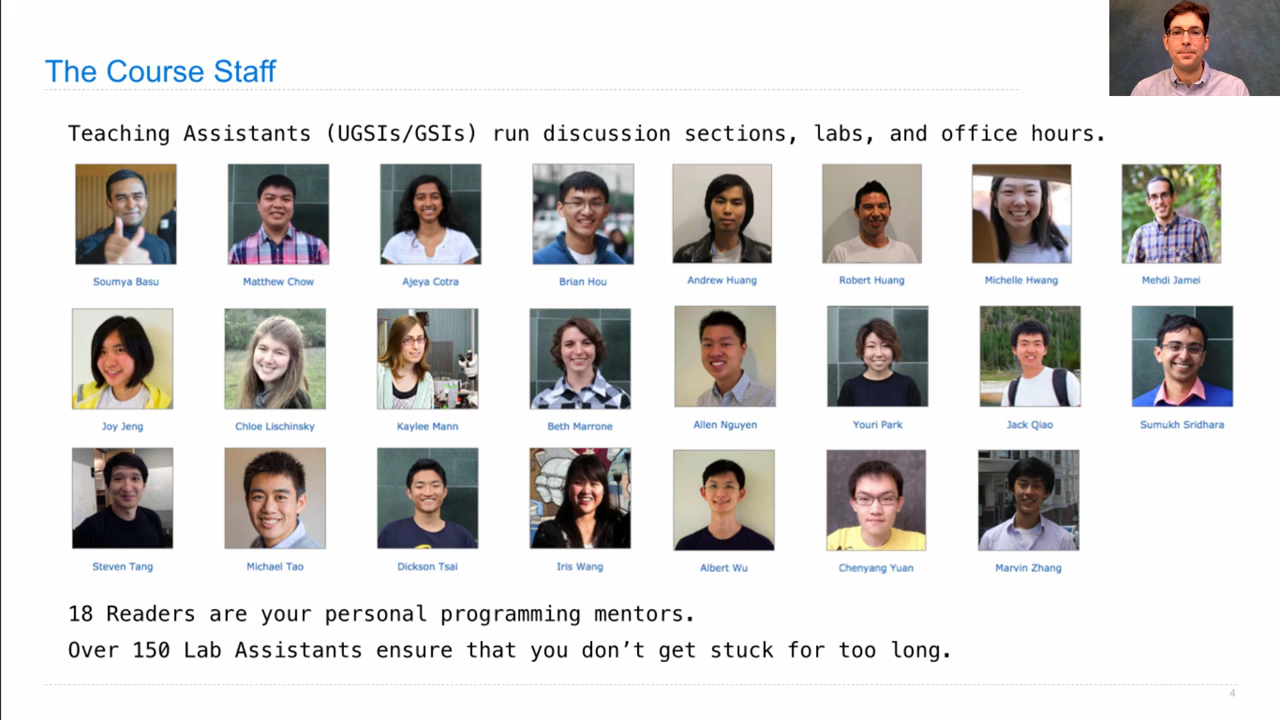 The Course Staff
Teaching Assistants (UGSIs/GSIs) run discussion sections, labs, and office hours.
Soumya Basu Matthew Chow Ajeya Cotra Brian Hou Andrew Huang Robert Huang Michelle Hwang Mehdi Jamei
Joy Jeng Chloe Lischinsky Kaylee Mann Beth Marrone Allen Nguyen Youri Park Jack Qiao Sumukh Sridhara
Steven Tang Michael Tao Dickson Tsai Iris Wang Albert Wu Chenyang Yuan Marvin Zhang
18 Readers are your personal programming mentors.
Over 150 Lab Assistants ensure that you don’t get stuck for too long.
4